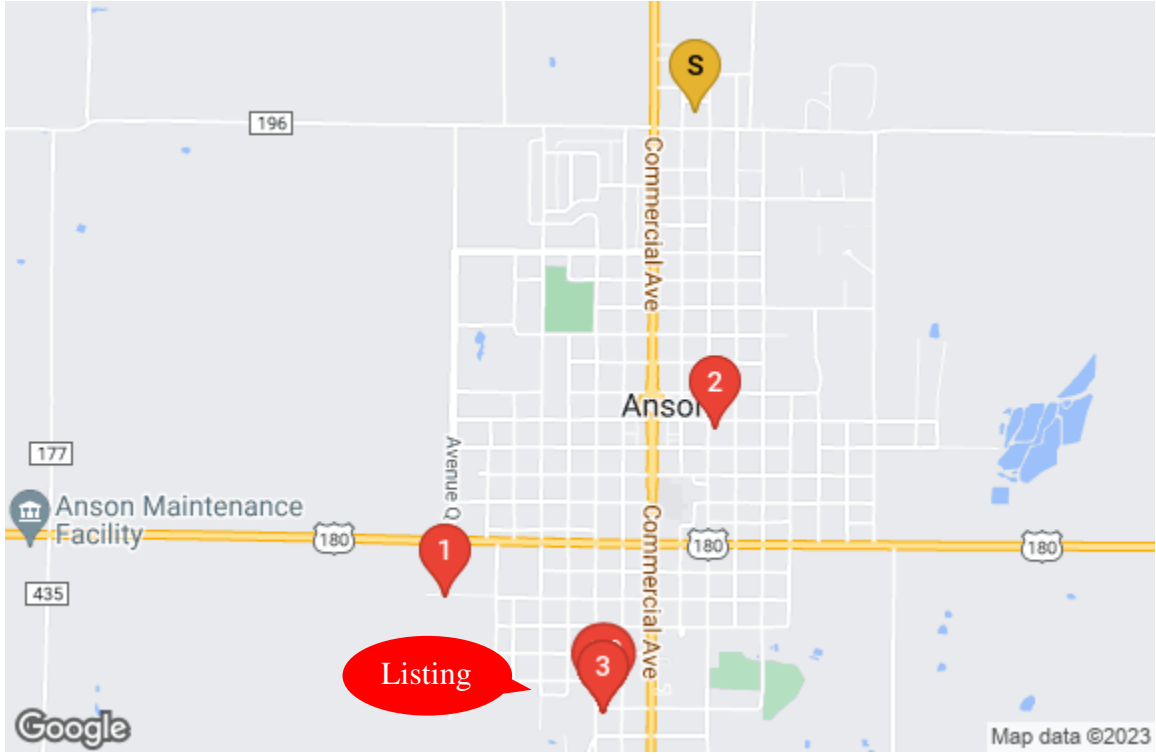 S
196
Commercial Ave
2
Anson
177
Avenue Q
Anson Maintenance
Facility
180
1
Commercial Ave
180
180
435
3
Listing
Google
Map data ©2023